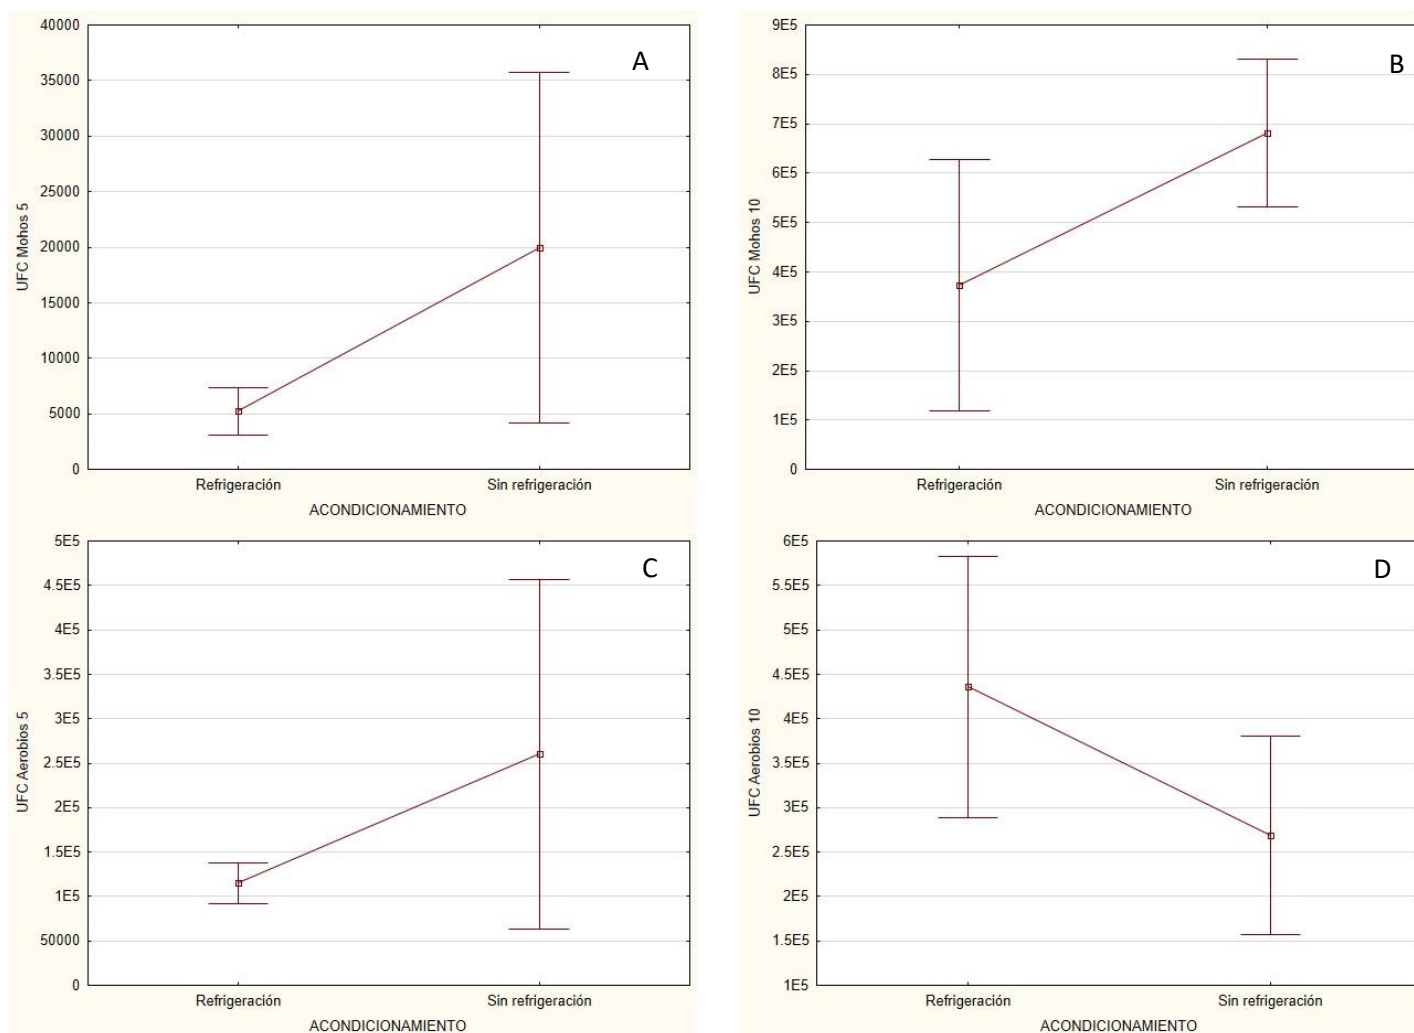 A
40000
35000
30000
25000
20000
15000
10000
5000
0
UFC Mohos 5
Refrigeración
Sin refrigeración
ACONDICIONAMIENTO
B
9E5
8E5
7E5
6E5
5E5
4E5
3E5
2E5
1E5
0
UFC Mohos 10
Refrigeración
Sin refrigeración
ACONDICIONAMIENTO
C
5E5
4.5E5
4E5
3.5E5
3E5
2.5E5
2E5
1.5E5
1E5
50000
0
UFC Aerobios 5
Refrigeración
Sin refrigeración
ACONDICIONAMIENTO
D
6E5
5.5E5
5E5
4.5E5
4E5
3.5E5
3E5
2.5E5
2E5
1.5E5
1E5
UFC Aerobios 10
Refrigeración
Sin refrigeración
ACONDICIONAMIENTO